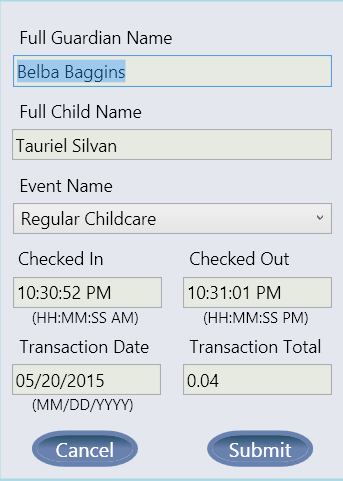 Full Guardian Name
Belba Baggins
Full Child Name
Tauriel Silvan
Event Name
Regular Childcare
Checked In Checked Out
10:30:52 PM 10:31:01 PM
(HH:MM:SS AM) (HH:MM:SS PM)
Transaction Date Transaction Total
05/20/2015 0.04
(MM/DD/YYYY)
Cancel Submit